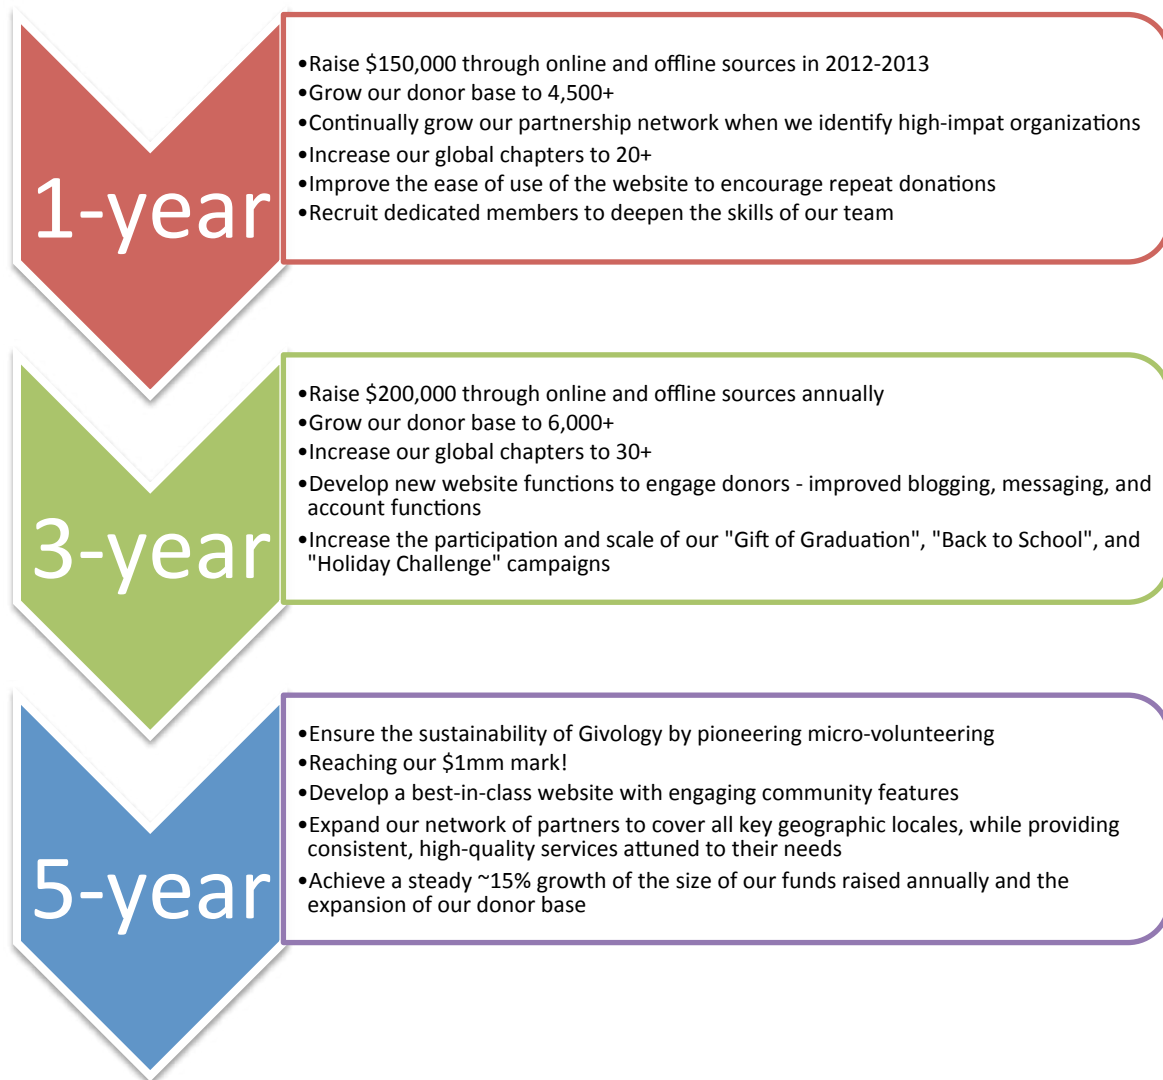 1-year
•Raise $150,000 through online and offline sources in 2012-2013
•Grow our donor base to 4,500+
•Continually grow our partnership network when we identify high-impat organizations
•Increase our global chapters to 20+
•Improve the ease of use of the website to encourage repeat donations
•Recruit dedicated members to deepen the skills of our team
3-year
•Raise $200,000 through online and offline sources annually
•Grow our donor base to 6,000+
•Increase our global chapters to 30+
•Develop new website functions to engage donors - improved blogging, messaging, and
account functions
•Increase the participation and scale of our "Gift of Graduation", "Back to School", and
"Holiday Challenge" campaigns
5-year
•Ensure the sustainability of Givology by pioneering micro-volunteering
•Reaching our $1mm mark!
•Develop a best-in-class website with engaging community features
•Expand our network of partners to cover all key geographic locales, while providing
consistent, high-quality services attuned to their needs
•Achieve a steady ~15% growth of the size of our funds raised annually and the
expansion of our donor base